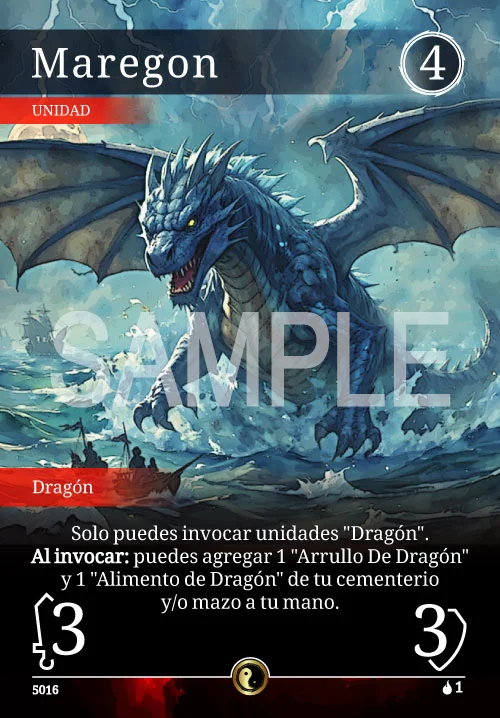 Maregon
4
UNIDAD
SAMPLE
Dragón
Solo puedes invocar unidades "Dragón".
Al invocar: puedes agregar 1 "Arrullo De Dragón"
y 1 "Alimento de Dragón" de tu cementerio
y/o mazo a tu mano.
3
3
5016
1